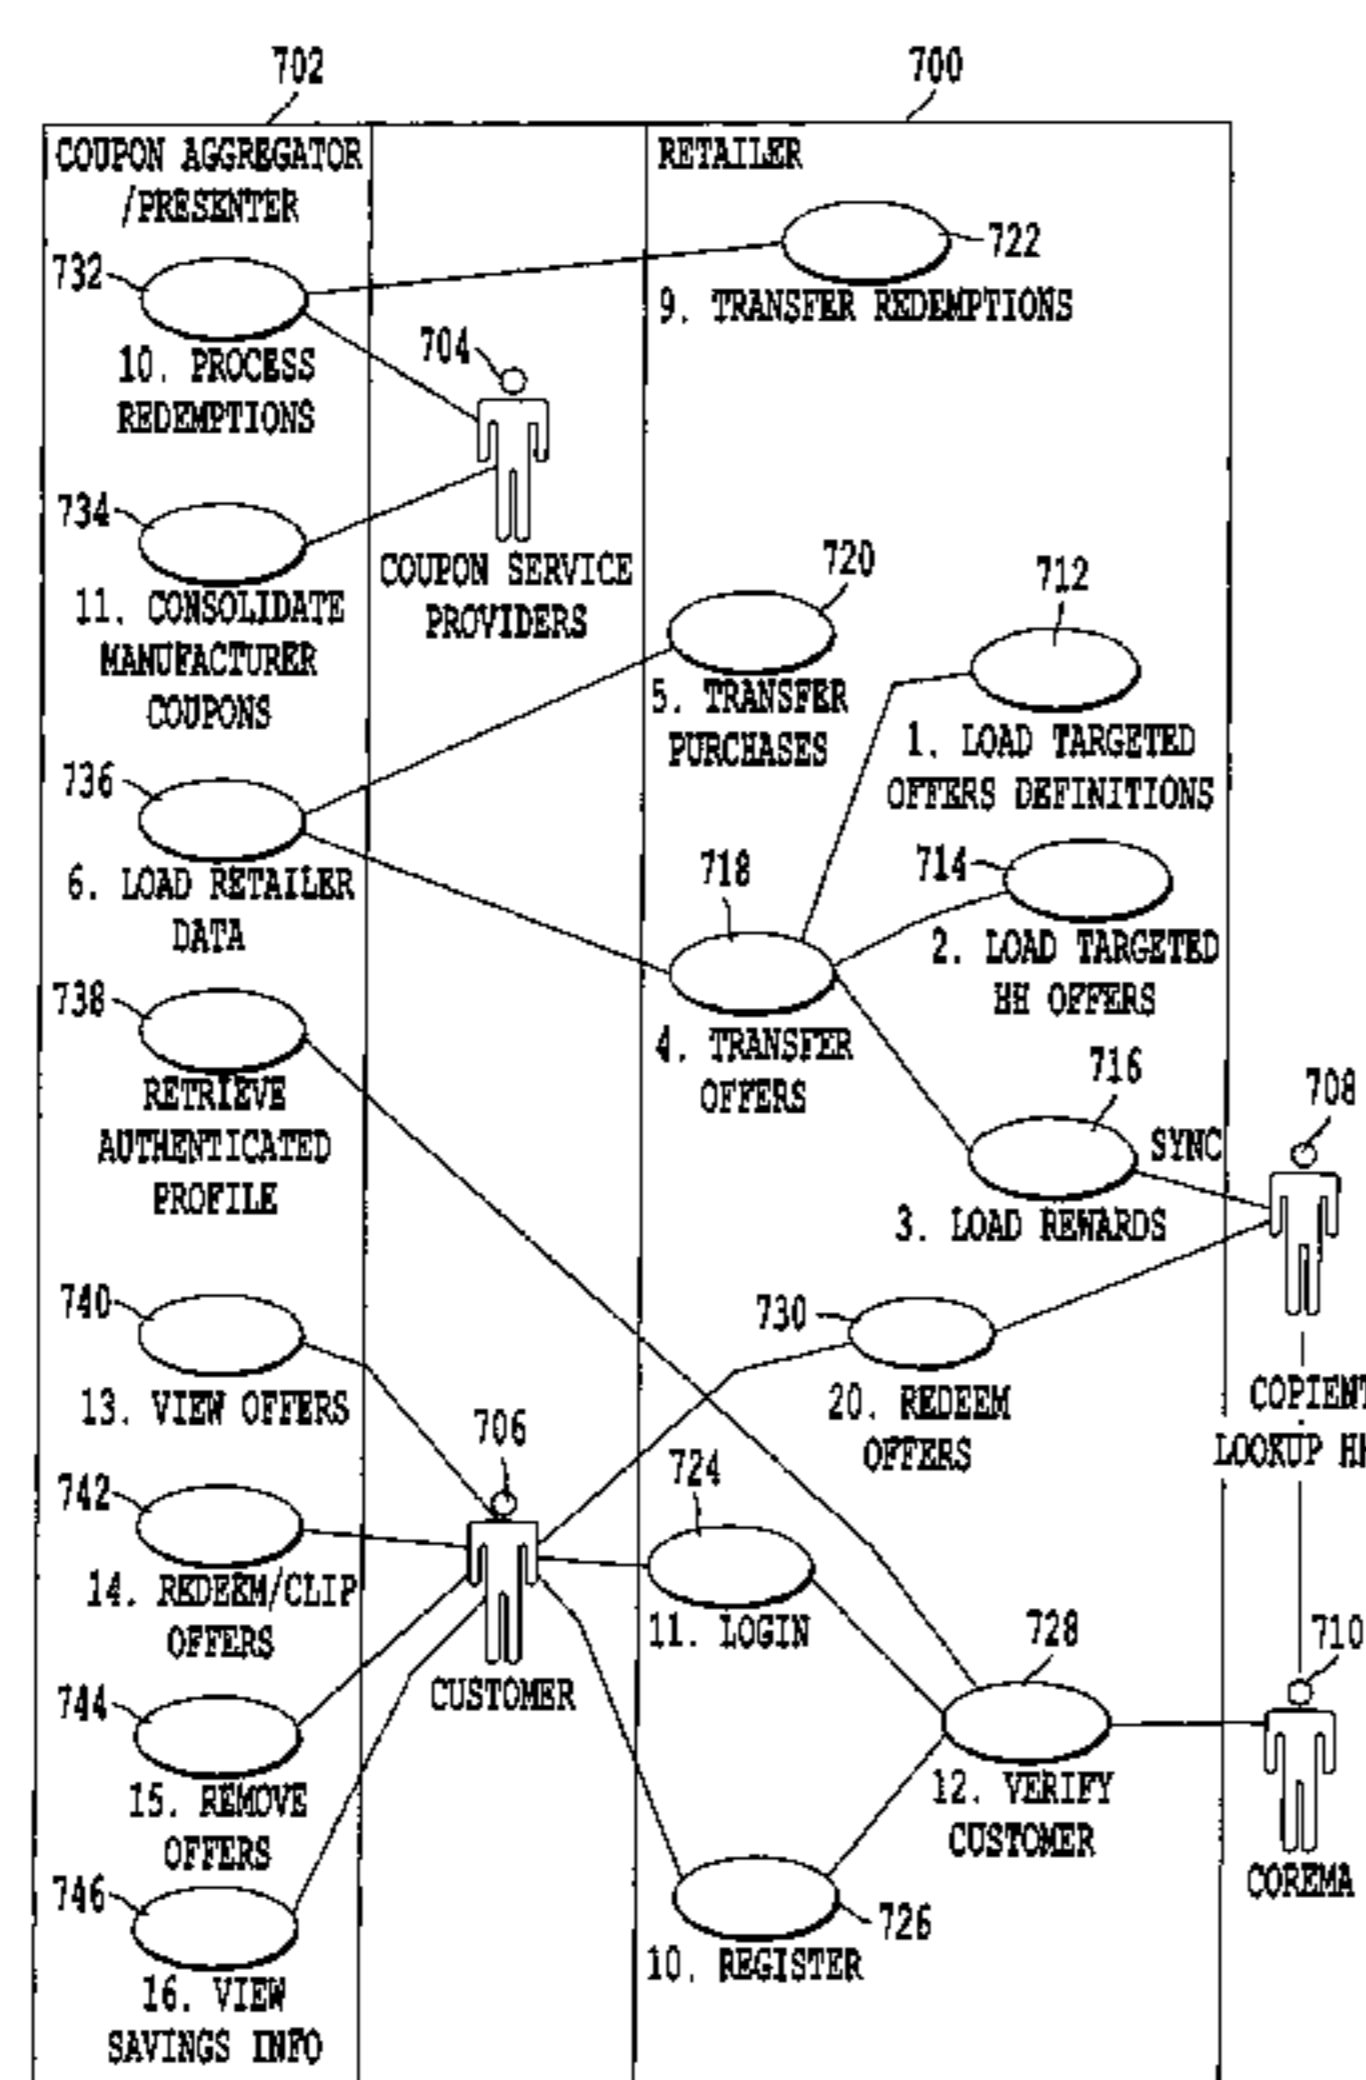 702
700
COUPON AGGREGATOR
/PRESENTER
RETAILER
732
722
10. PROCESS
REDEMPTIONS
9. TRANSFER REDEMPTIONS
704
COUPON SERVICE
PROVIDERS
734
11. CONSOLIDATE
MANUFACTURER
COUPONS
720
5. TRANSFER
PURCHASES
712
1. LOAD TARGETED
OFFERS DEFINITIONS
736
6. LOAD RETAILER
DATA
718
4. TRANSFER
OFFERS
714
2. LOAD TARGETED
HH OFFERS
738
RETRIEVE
AUTHENTICATED
PROFILE
716
SYNC
3. LOAD REWARDS
708
COPIENT
LOOKUP HH
740
13. VIEW OFFERS
730
20. REDEEM
OFFERS
706
CUSTOMER
724
11. LOGIN
742
14. REDEEM/CLIP
OFFERS
728
12. VERIFY
CUSTOMER
710
COREMA
744
15. REMOVE
OFFERS
726
10. REGISTER
746
16. VIEW
SAVINGS INFO